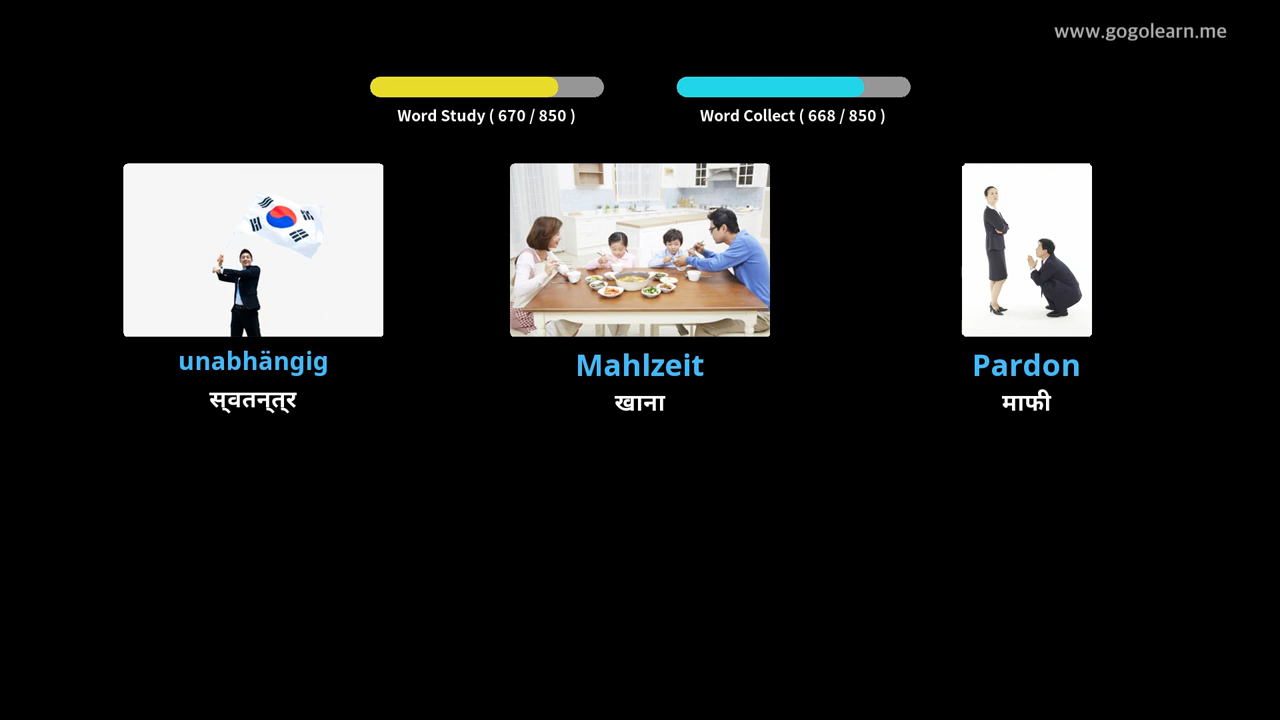 www.gogolearn.me
Word Study ( 670 / 850 )
Word Collect ( 668 / 850 )
unabhängig
स्वतन्त्र
Mahlzeit
खाना
Pardon
माफी